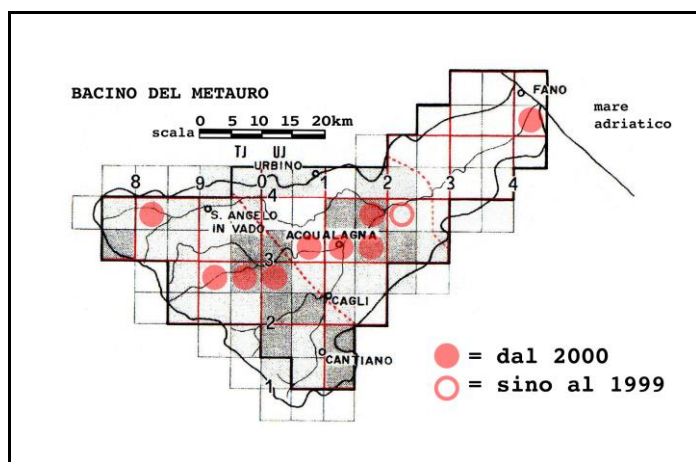 BACINO DEL METAURO
FANO
mare
adriatico
scala 0 5 10 15 20km
TJ UJ
URBINO
8 9 0 1 2 3 4
4
S. ANGELO
IN VADO
ACQUALAGNA
3
CAGLI
2
CANTIANO
1
= dal 2000
= sino al 1999